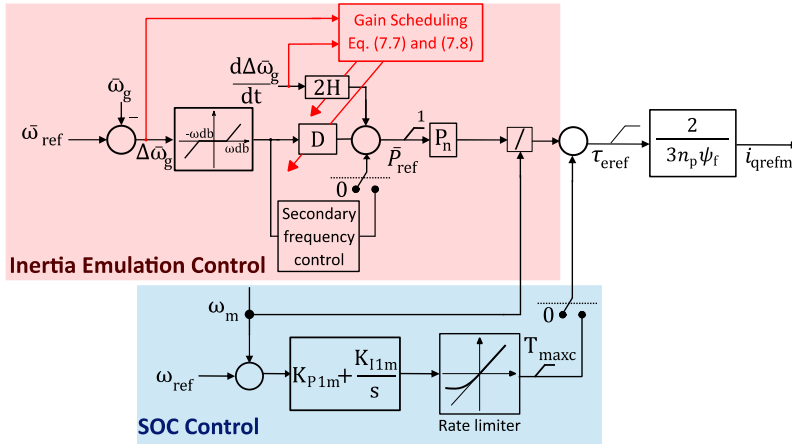 Gain Scheduling
Eq. (7.7) and (7.8)
dΔω̄g
dt
2H
ω̄g
−
ω̄ref
Δω̄g
-ωdb
ωdb
D
1
P̄ref
Pn
/
τeref
2
3npψf
iqrefm
0
Secondary
frequency
control
Inertia Emulation Control
ωm
0
ωref
KP1m + KI1m
s
Tmaxc
Rate limiter
SOC Control